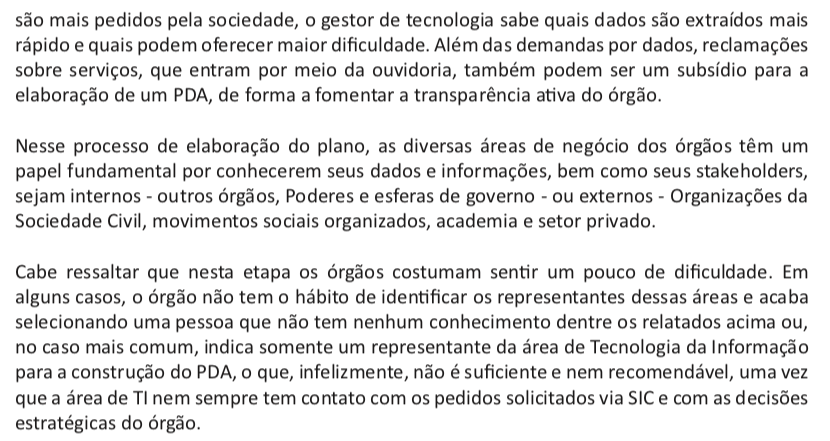 são mais pedidos pela sociedade, o gestor de tecnologia sabe quais dados são extraídos mais
rápido e quais podem oferecer maior dificuldade. Além das demandas por dados, reclamações
sobre serviços, que entram por meio da ouvidoria, também podem ser um subsídio para a
elaboração de um PDA, de forma a fomentar a transparência ativa do órgão.
Nesse processo de elaboração do plano, as diversas áreas de negócio dos órgãos têm um
papel fundamental por conhecerem seus dados e informações, bem como seus stakeholders,
sejam internos - outros órgãos, Poderes e esferas de governo - ou externos - Organizações da
Sociedade Civil, movimentos sociais organizados, academia e setor privado.
Cabe ressaltar que nesta etapa os órgãos costumam sentir um pouco de dificuldade. Em
alguns casos, o órgão não tem o hábito de identificar os representantes dessas áreas e acaba
selecionando uma pessoa que não tem nenhum conhecimento dentre os relatados acima ou,
no caso mais comum, indica somente um representante da área de Tecnologia da Informação
para a construção do PDA, o que, infelizmente, não é suficiente e nem recomendável, uma vez
que a área de TI nem sempre tem contato com os pedidos solicitados via SIC e com as decisões
estratégicas do órgão.